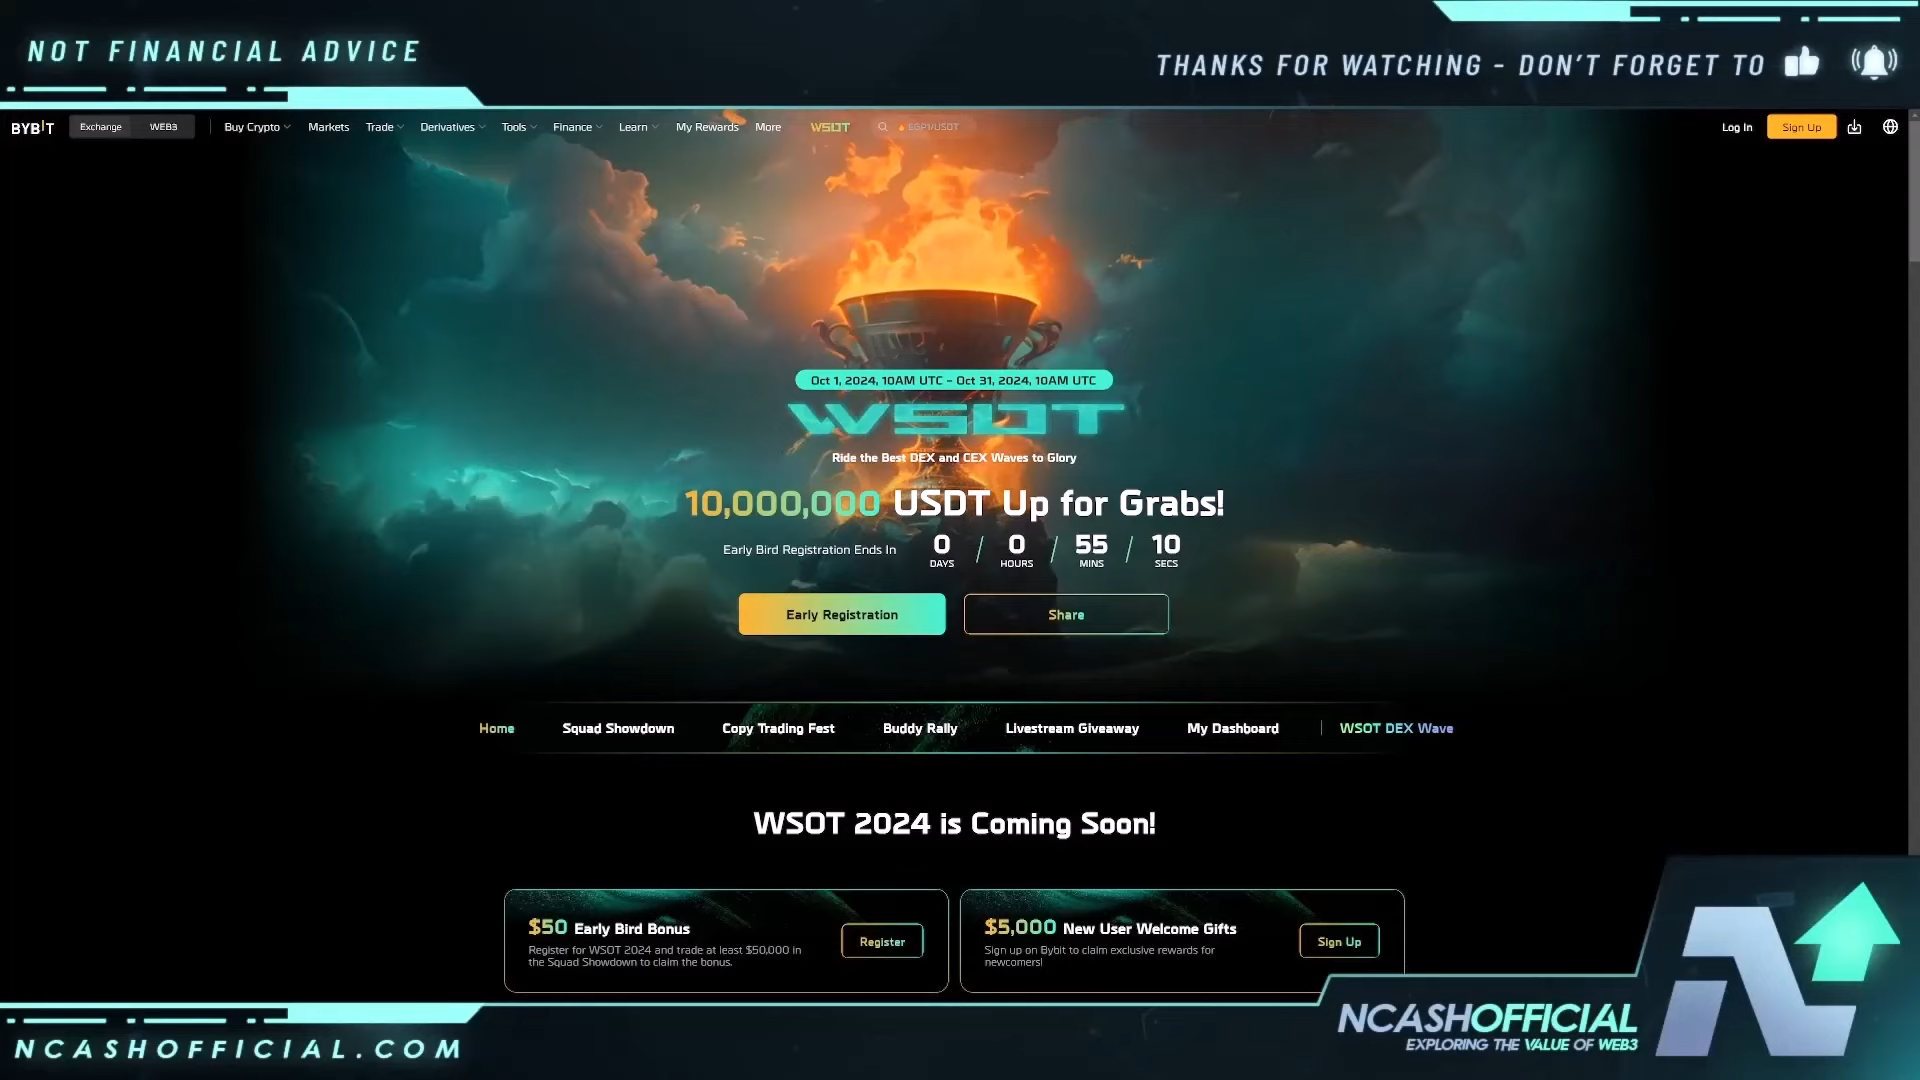 NOT FINANCIAL ADVICE
THANKS FOR WATCHING - DON'T FORGET TO
BYBIT Exchange WEB3 Buy Crypto Markets Trade Derivatives Tools Finance Learn My Rewards More WSOT EGP1/USDT Log In Sign Up
Oct 1, 2024, 10AM UTC – Oct 31, 2024, 10AM UTC
WSOT
Ride the Best DEX and CEX Waves to Glory
10,000,000 USDT Up for Grabs!
Early Bird Registration Ends In 0 / 0 / 55 / 10
DAYS HOURS MINS SECS
Early Registration Share
Home Squad Showdown Copy Trading Fest Buddy Rally Livestream Giveaway My Dashboard WSOT DEX Wave
WSOT 2024 is Coming Soon!
$50 Early Bird Bonus
Register for WSOT 2024 and trade at least $50,000 in
the Squad Showdown to claim the bonus.
Register
$5,000 New User Welcome Gifts
Sign up on Bybit to claim exclusive rewards for
newcomers!
Sign Up
NCASHOFFICIAL.COM
NCASHOFFICIAL
EXPLORING THE VALUE OF WEB3